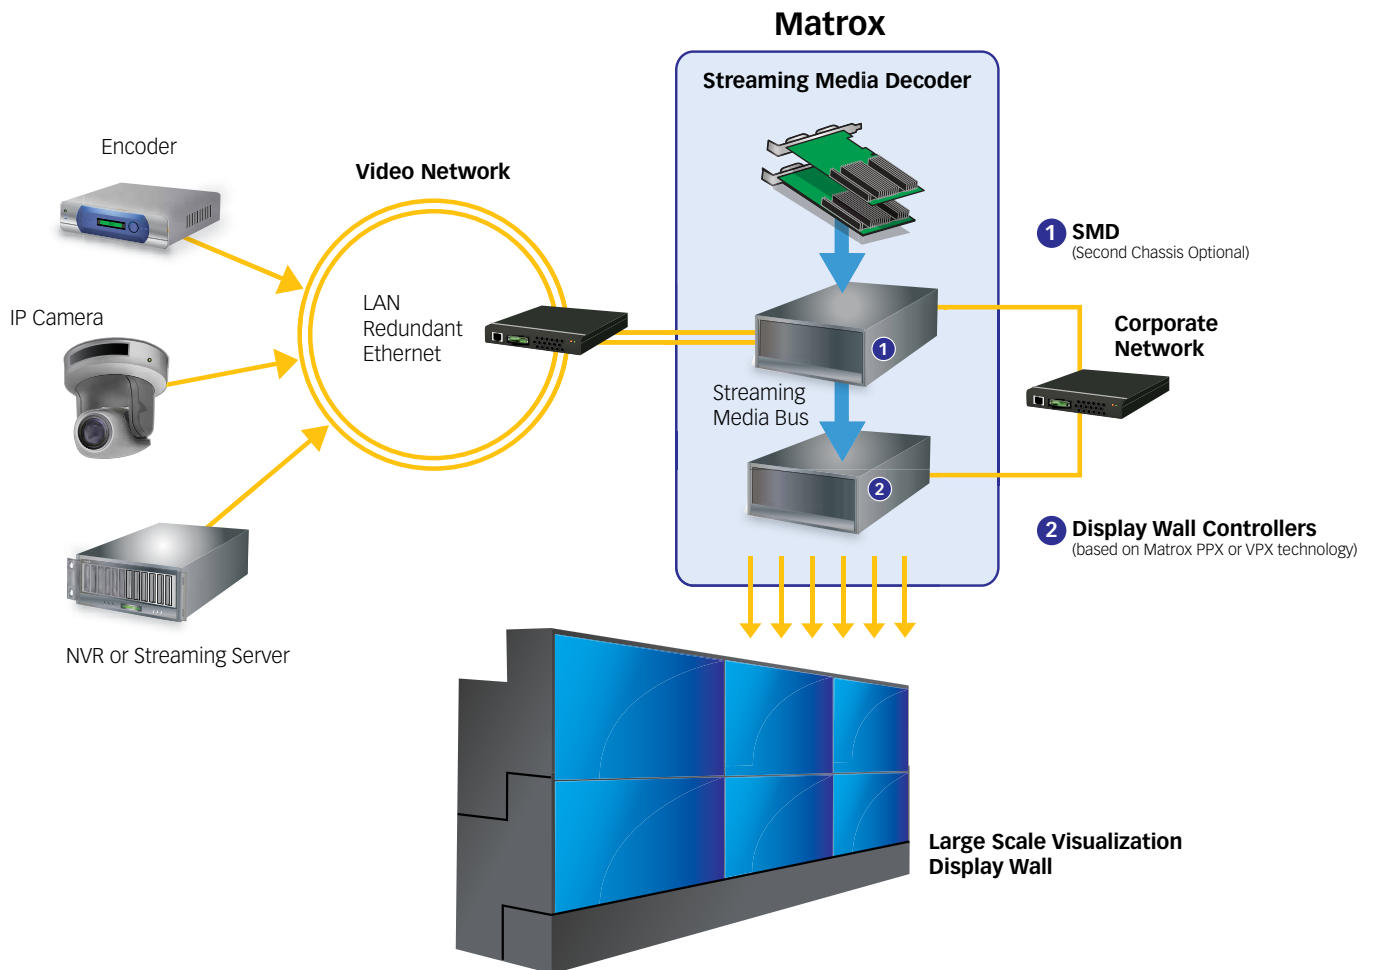 Matrox
Streaming Media Decoder
Encoder
Video Network
1 SMD
(Second Chassis Optional)
IP Camera
LAN
Redundant
Ethernet
1
Corporate
Network
Streaming
Media Bus
2
2 Display Wall Controllers
(based on Matrox PPX or VPX technology)
NVR or Streaming Server
Large Scale Visualization
Display Wall